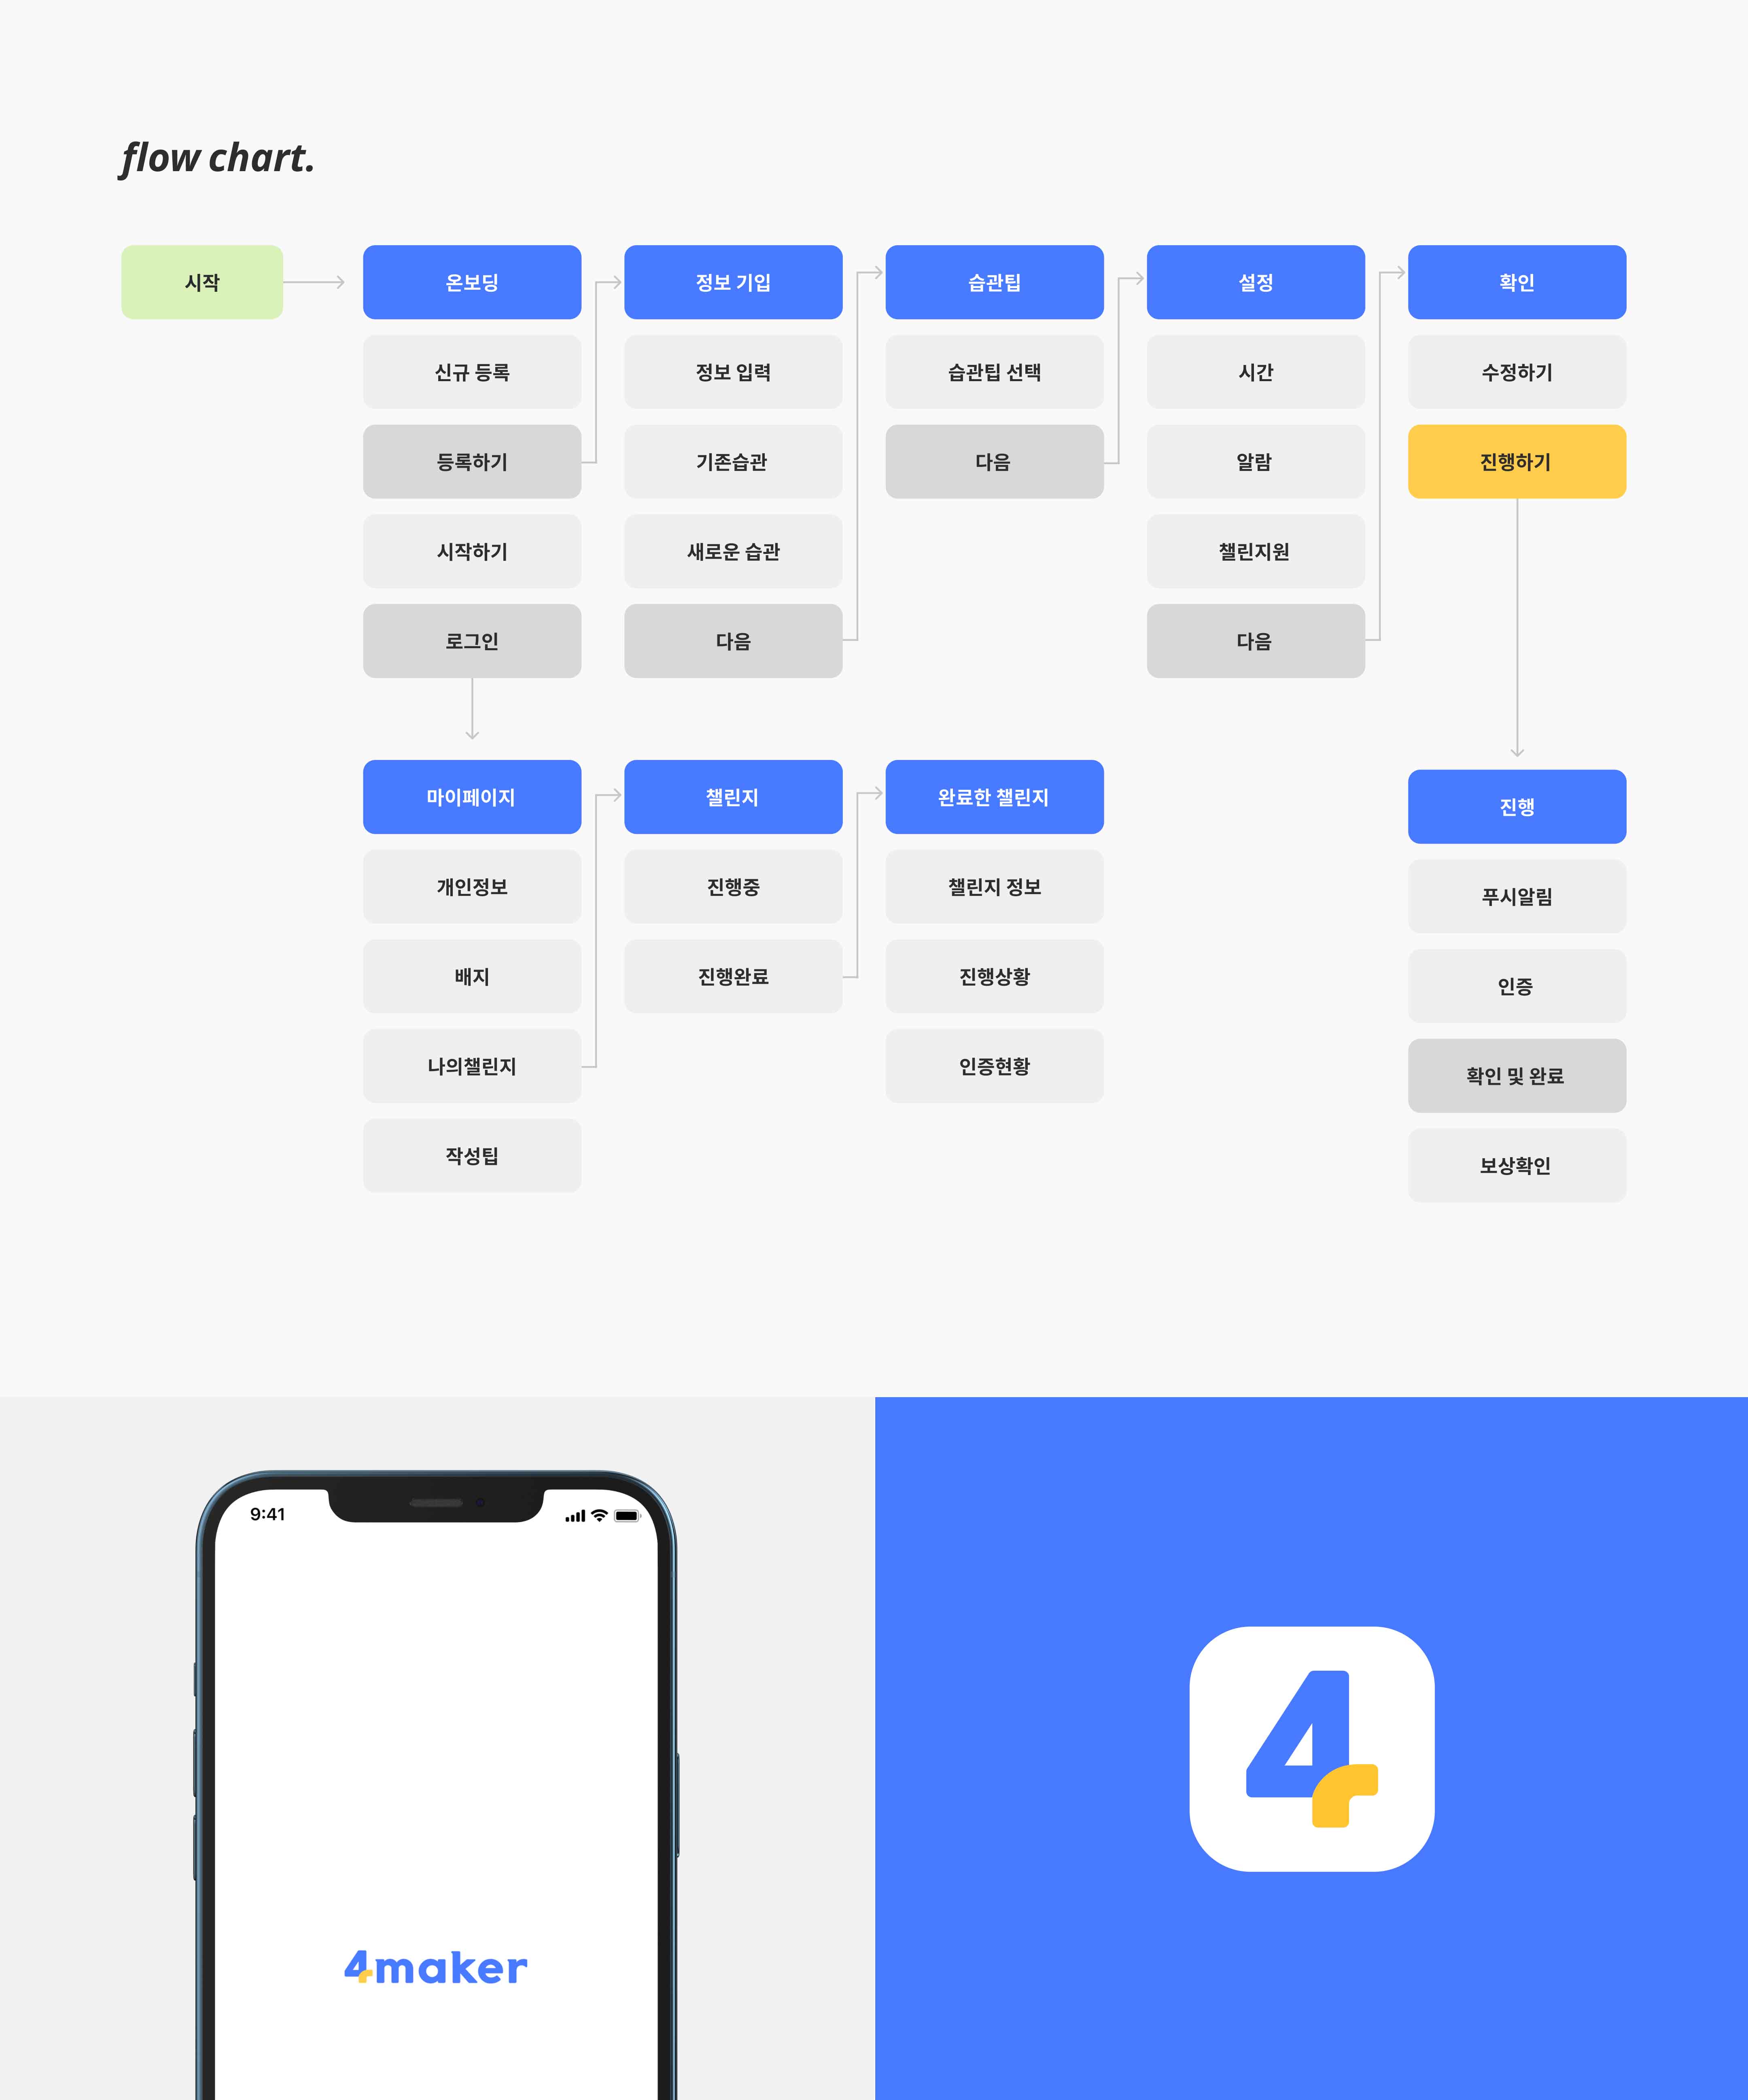 flow chart.
시작
온보딩
신규 등록
등록하기
시작하기
로그인
정보 기입
정보 입력
기존습관
새로운 습관
다음
습관팁
습관팁 선택
다음
설정
시간
알람
챌린지원
다음
확인
수정하기
진행하기
마이페이지
개인정보
배지
나의챌린지
작성팁
챌린지
진행중
진행완료
완료한 챌린지
챌린지 정보
진행상황
인증현황
진행
푸시알림
인증
확인 및 완료
보상확인
9:41
4maker
4